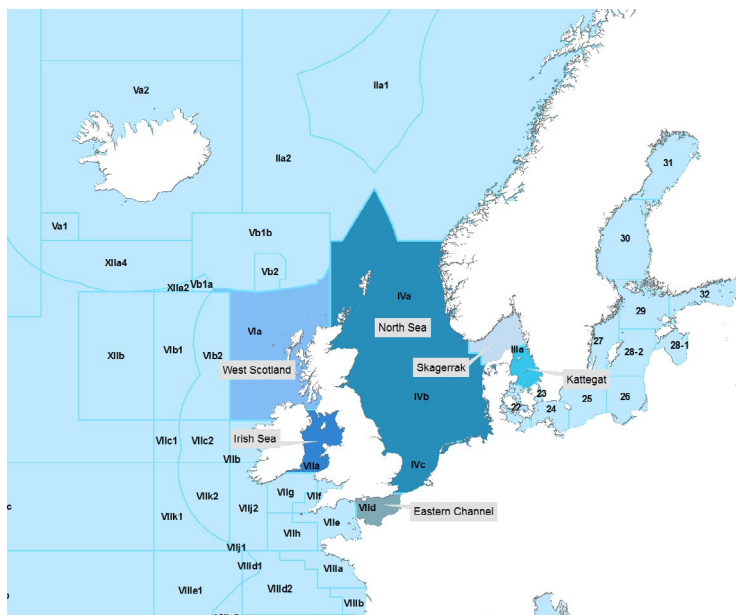 Va2
IIa1
IIa2
31
Va1
Vb1b
30
XIIa4
Vb2
XIIa2
Vb1a
IVa
32
29
North Sea
VIa
27
XIIb
VIb1
VIb2
Skagerrak
IIIa
28-2
28-1
West Scotland
Kattegat
IVb
23
22
24
25
26
VIIc1
VIIc2
Irish Sea
VIIb
VIIa
IVc
VIIg
VIIf
VIIk2
VIIj2
VIId
Eastern Channel
VIIk1
VIIe
VIIh
VIIj1
VIIId1
VIIIa
VIIIe1
VIIId2
VIIIb